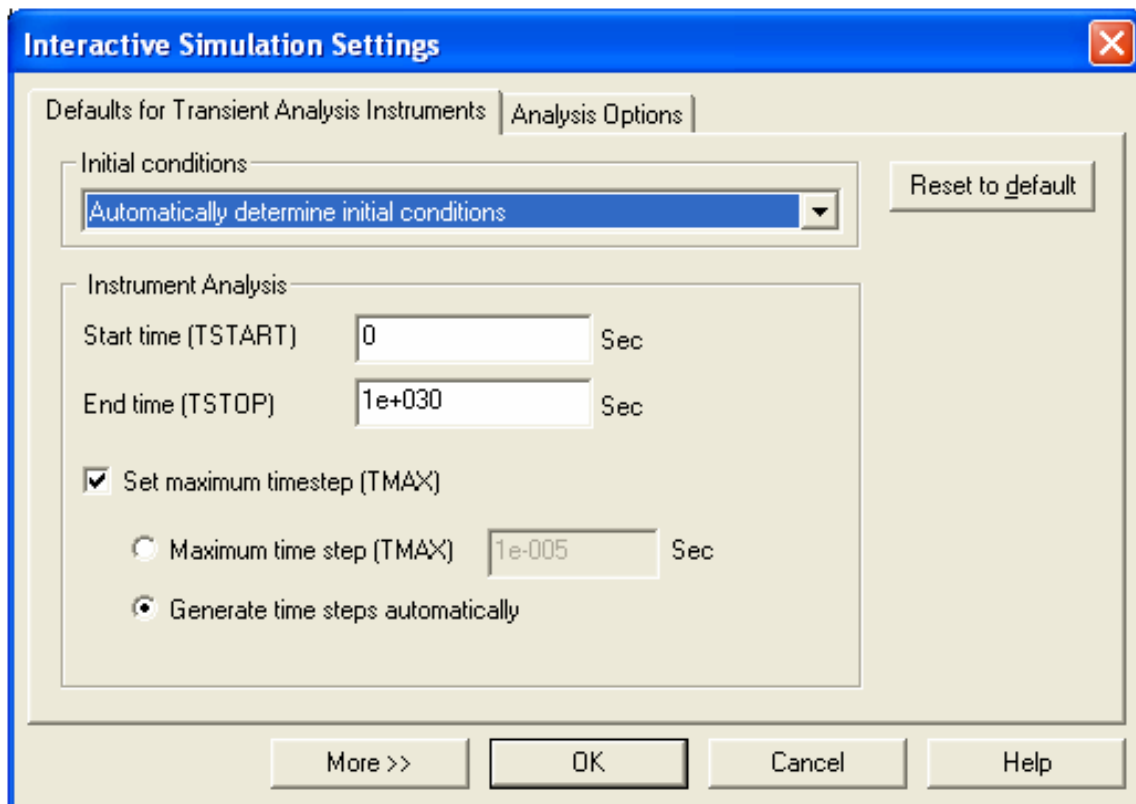 Interactive Simulation Settings
Defaults for Transient Analysis Instruments
Analysis Options
Initial conditions
Automatically determine initial conditions
Reset to default
Instrument Analysis
Start time (TSTART) 0 Sec
End time (TSTOP) 1e+030 Sec
Set maximum timestep (TMAX)
Maximum time step (TMAX) 1e-005 Sec
Generate time steps automatically
More >> OK Cancel Help